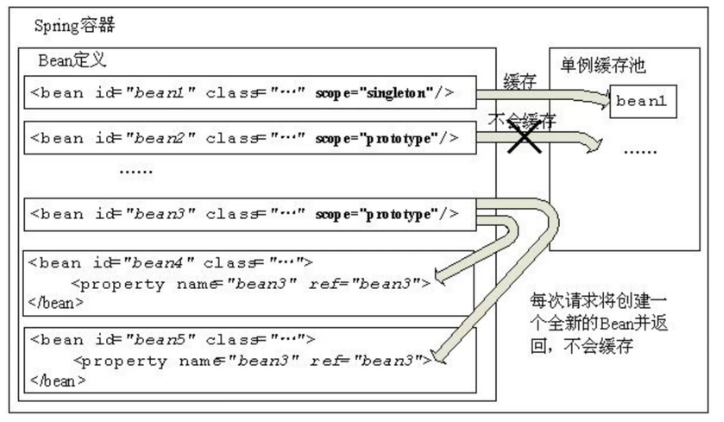 Spring容器
Bean定义
<bean id="bean1" class="…" scope="singleton"/>
缓存
单例缓存池
bean1
<bean id="bean2" class="…" scope="prototype"/>
不会缓存
……
……
<bean id="bean3" class="…" scope="prototype"/>
<bean id="bean4" class="…">
<property name="bean3" ref="bean3">
</bean>
每次请求将创建一
个全新的Bean并返
回，不会缓存
<bean id="bean5" class="…">
<property name="bean3" ref="bean3">
</bean>